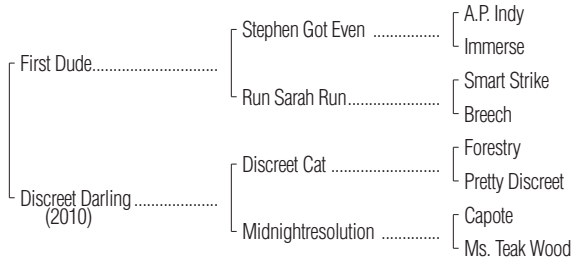 Stephen Got Even ................
A.P. Indy
Immerse
First Dude..............................
Run Sarah Run......................
Smart Strike
Breech
Discreet Cat ..........................
Forestry
Pretty Discreet
Discreet Darling ....................
(2010)
Midnightresolution ...............
Capote
Ms. Teak Wood